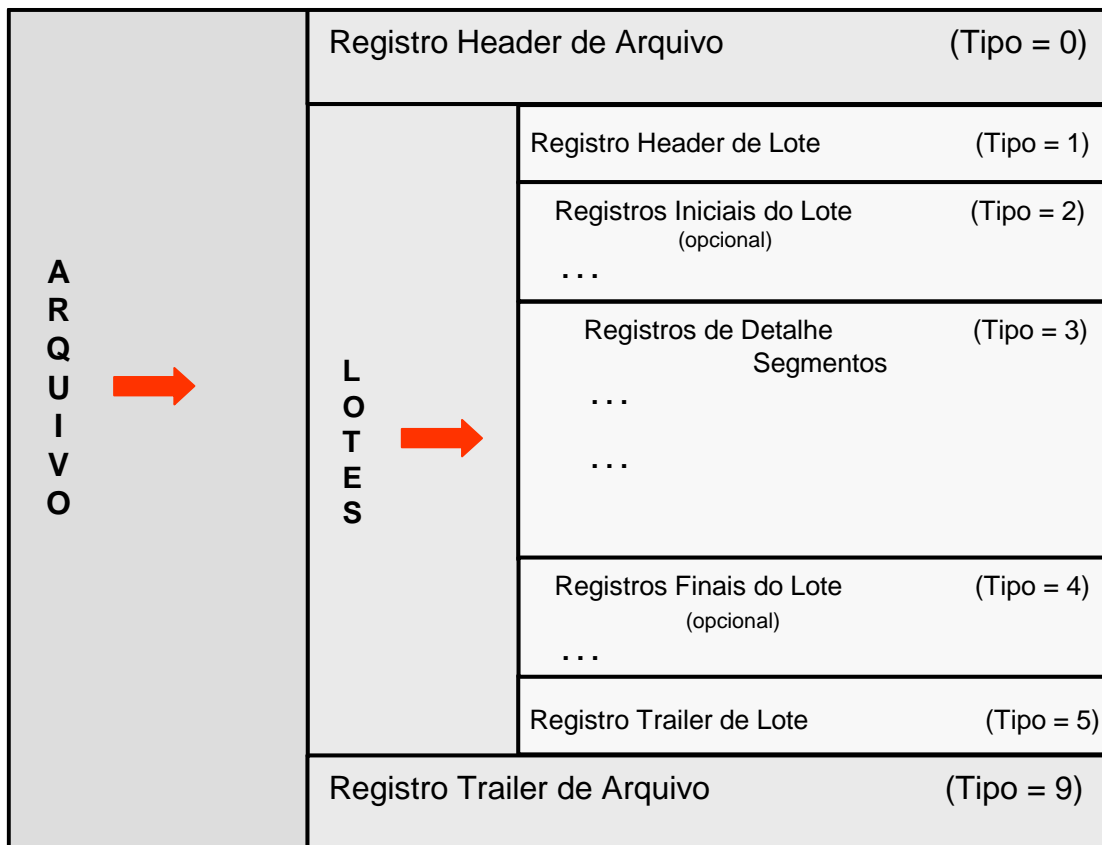 Registro Header de Arquivo (Tipo = 0)
ARQUIVO
LOTES
Registro Header de Lote (Tipo = 1)
Registros Iniciais do Lote (Tipo = 2)
(opcional)
. . .
Registros de Detalhe (Tipo = 3)
Segmentos
. . .
. . .
Registros Finais do Lote (Tipo = 4)
(opcional)
. . .
Registro Trailer de Lote (Tipo = 5)
Registro Trailer de Arquivo (Tipo = 9)